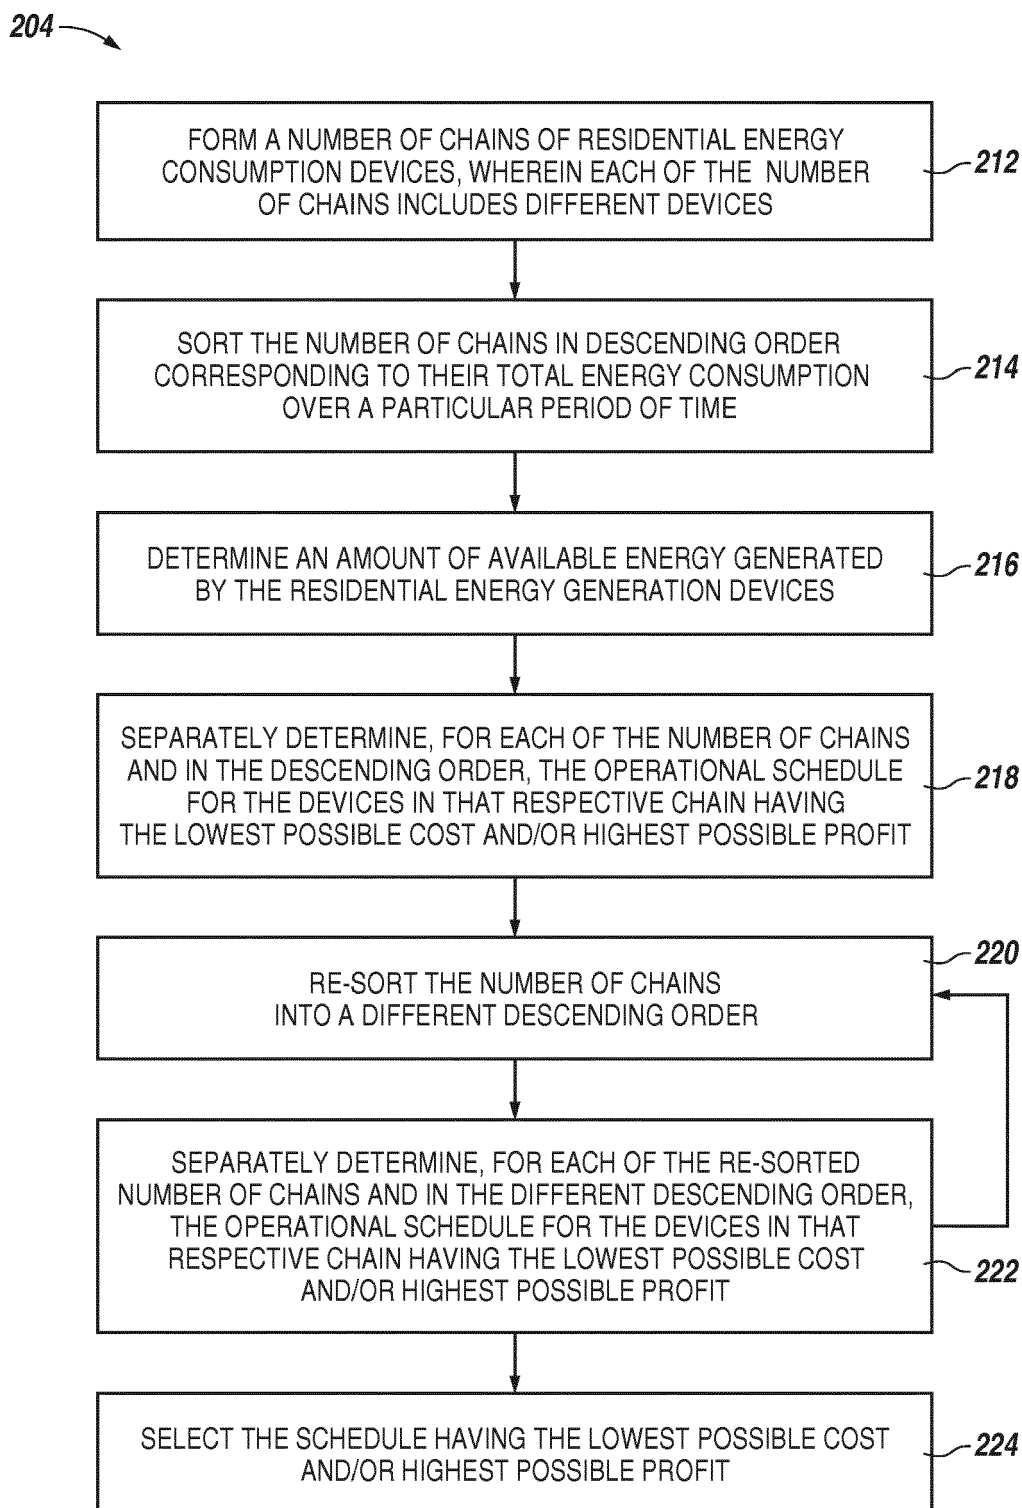 204
FORM A NUMBER OF CHAINS OF RESIDENTIAL ENERGY
CONSUMPTION DEVICES, WHEREIN EACH OF THE NUMBER
OF CHAINS INCLUDES DIFFERENT DEVICES
212
SORT THE NUMBER OF CHAINS IN DESCENDING ORDER
CORRESPONDING TO THEIR TOTAL ENERGY CONSUMPTION
OVER A PARTICULAR PERIOD OF TIME
214
DETERMINE AN AMOUNT OF AVAILABLE ENERGY GENERATED
BY THE RESIDENTIAL ENERGY GENERATION DEVICES
216
SEPARATELY DETERMINE, FOR EACH OF THE NUMBER OF CHAINS
AND IN THE DESCENDING ORDER, THE OPERATIONAL SCHEDULE
FOR THE DEVICES IN THAT RESPECTIVE CHAIN HAVING
THE LOWEST POSSIBLE COST AND/OR HIGHEST POSSIBLE PROFIT
218
RE-SORT THE NUMBER OF CHAINS
INTO A DIFFERENT DESCENDING ORDER
220
SEPARATELY DETERMINE, FOR EACH OF THE RE-SORTED
NUMBER OF CHAINS AND IN THE DIFFERENT DESCENDING ORDER,
THE OPERATIONAL SCHEDULE FOR THE DEVICES IN THAT
RESPECTIVE CHAIN HAVING THE LOWEST POSSIBLE COST
AND/OR HIGHEST POSSIBLE PROFIT
222
SELECT THE SCHEDULE HAVING THE LOWEST POSSIBLE COST
AND/OR HIGHEST POSSIBLE PROFIT
224